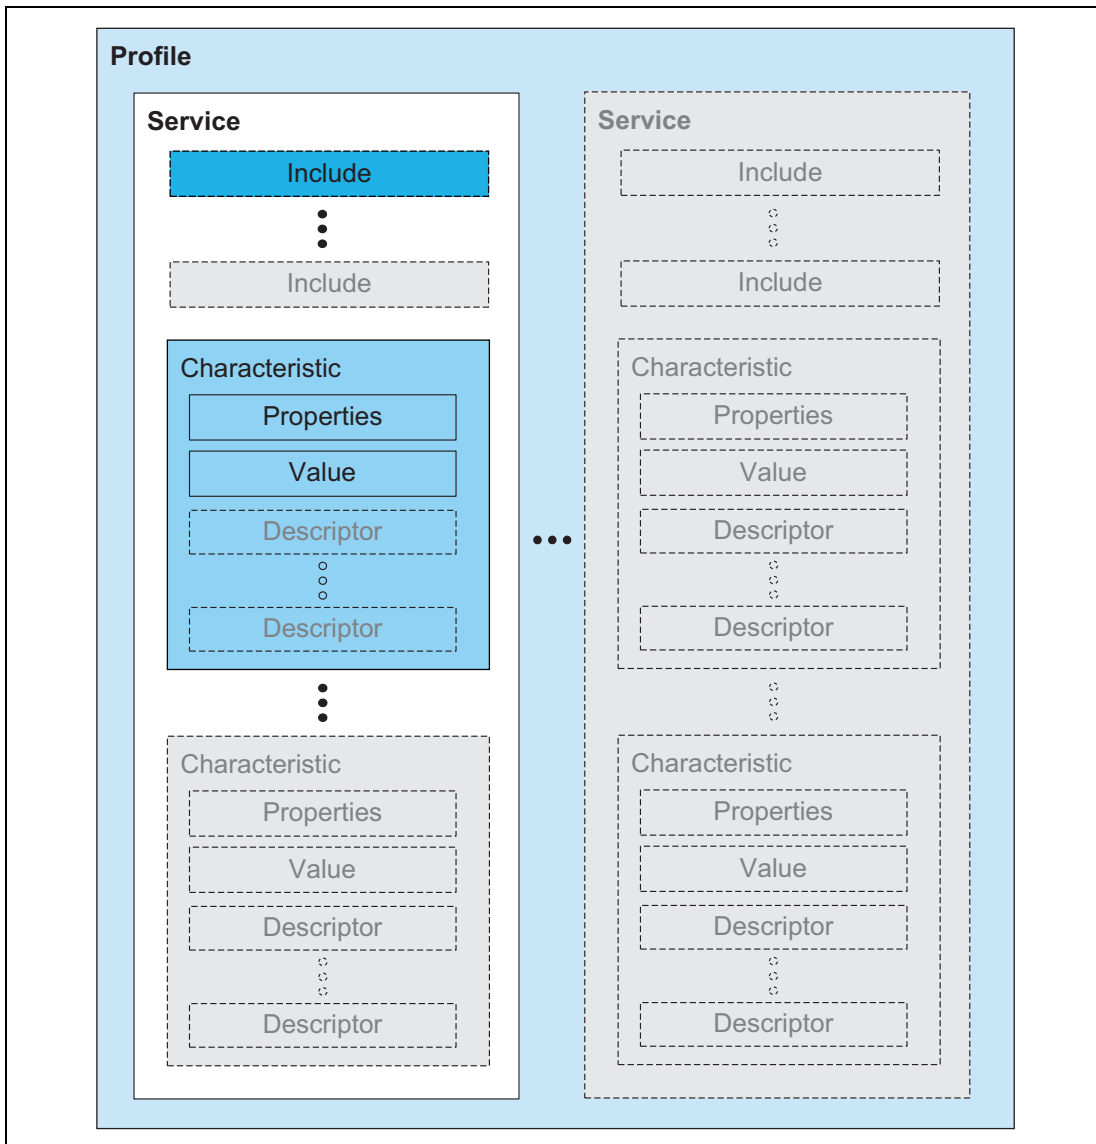 Profile
Service
Include
Include
Characteristic
Properties
Value
Descriptor
Descriptor
Characteristic
Properties
Value
Descriptor
Descriptor
Service
Include
Include
Characteristic
Properties
Value
Descriptor
Descriptor
Characteristic
Properties
Value
Descriptor
Descriptor